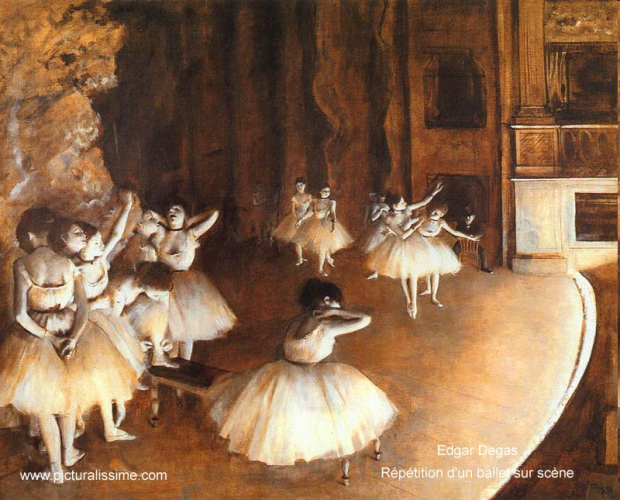 Edgar Degas
www.picturalissime.com
Répétition d'un ballet sur scène